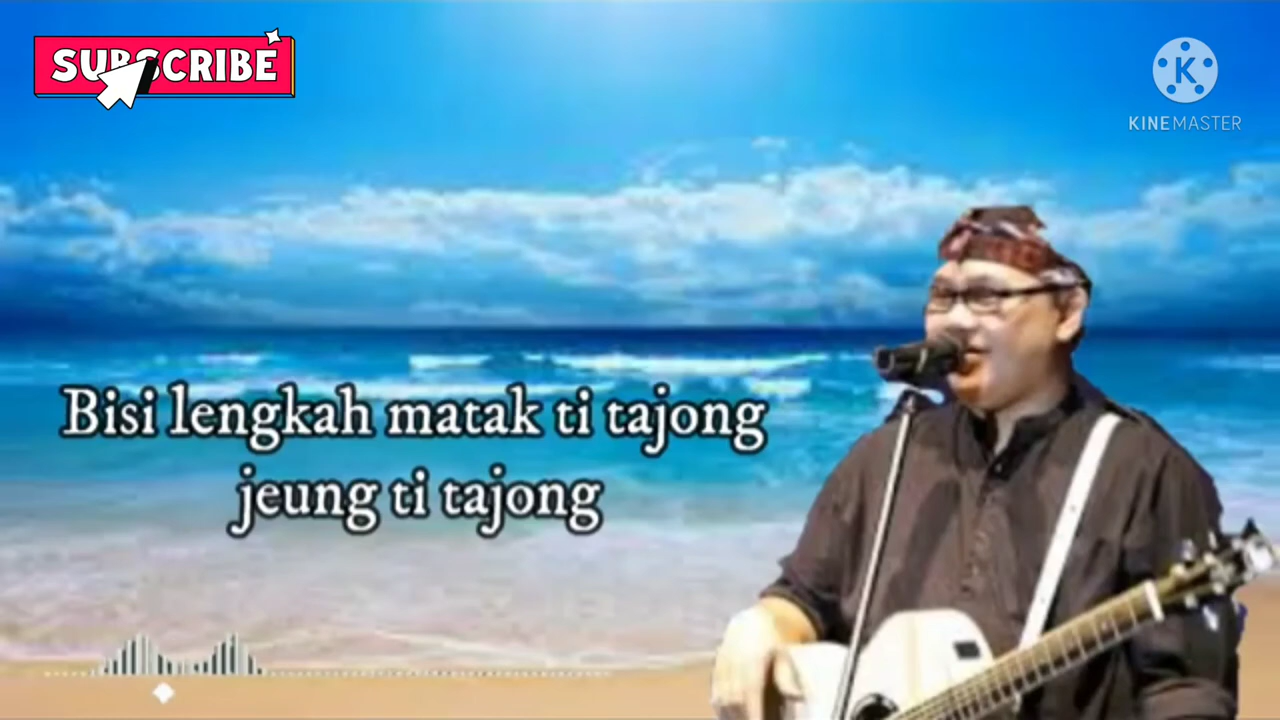 SUBSCRIBE
K
KINEMASTER
Bisi lengkah matak ti tajong
jeung ti tajong